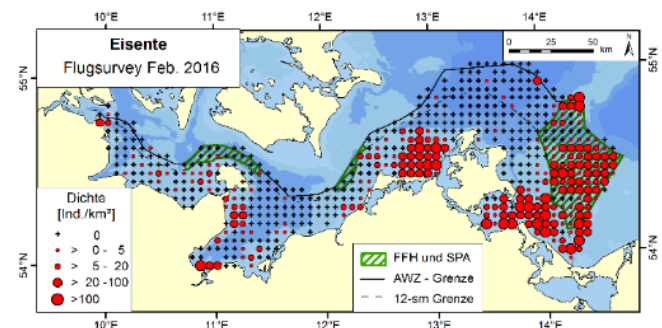 10°E 11°E 12°E 13°E 14°E
Eisente
Flugsurvey Feb. 2016
0 25 50
km
N
55°N
55°N
Dichte
[Ind./km²]
0
> 0 - 5
> 5 - 20
> 20 -100
>100
FFH und SPA
AWZ - Grenze
12-sm Grenze
54°N
54°N
10°E 11°E 12°E 13°E 14°E